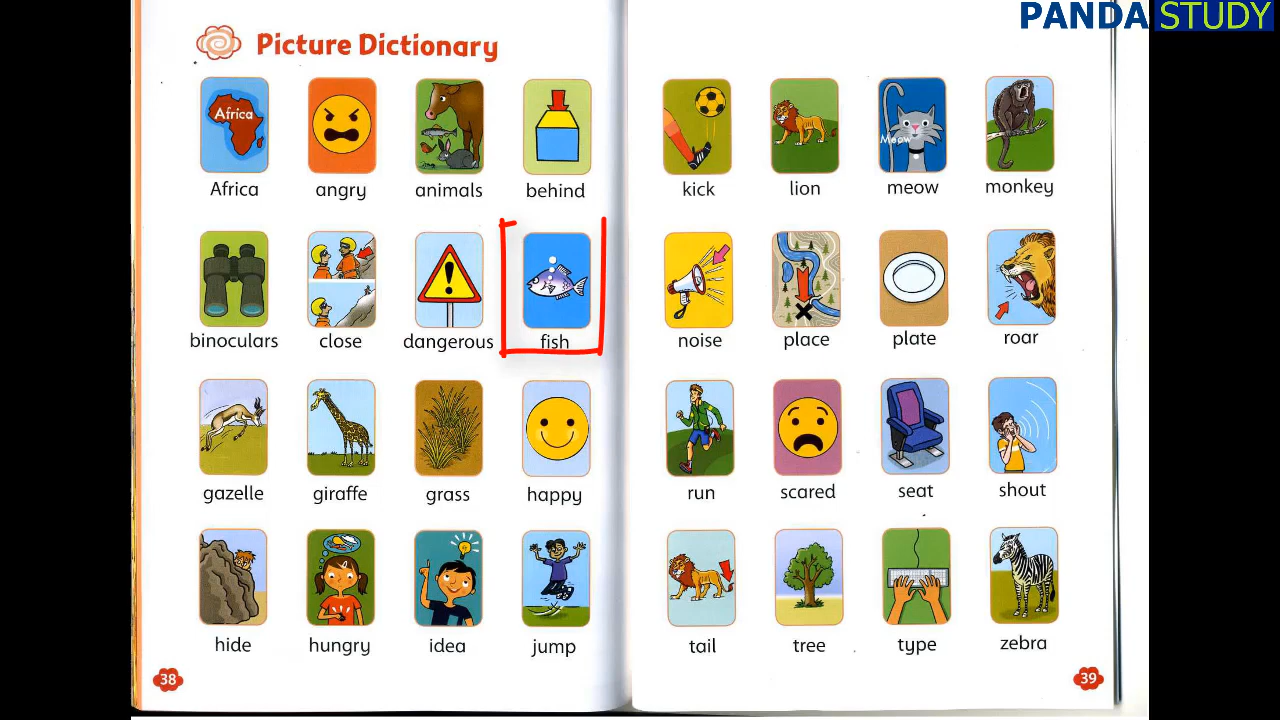 PANDA STUDY
Picture Dictionary
Africa
Africa angry animals behind
binoculars close dangerous fish
gazelle giraffe grass happy
hide hungry idea jump
38
Meow
kick lion meow monkey
noise place plate roar
run scared seat shout
tail tree type zebra
39